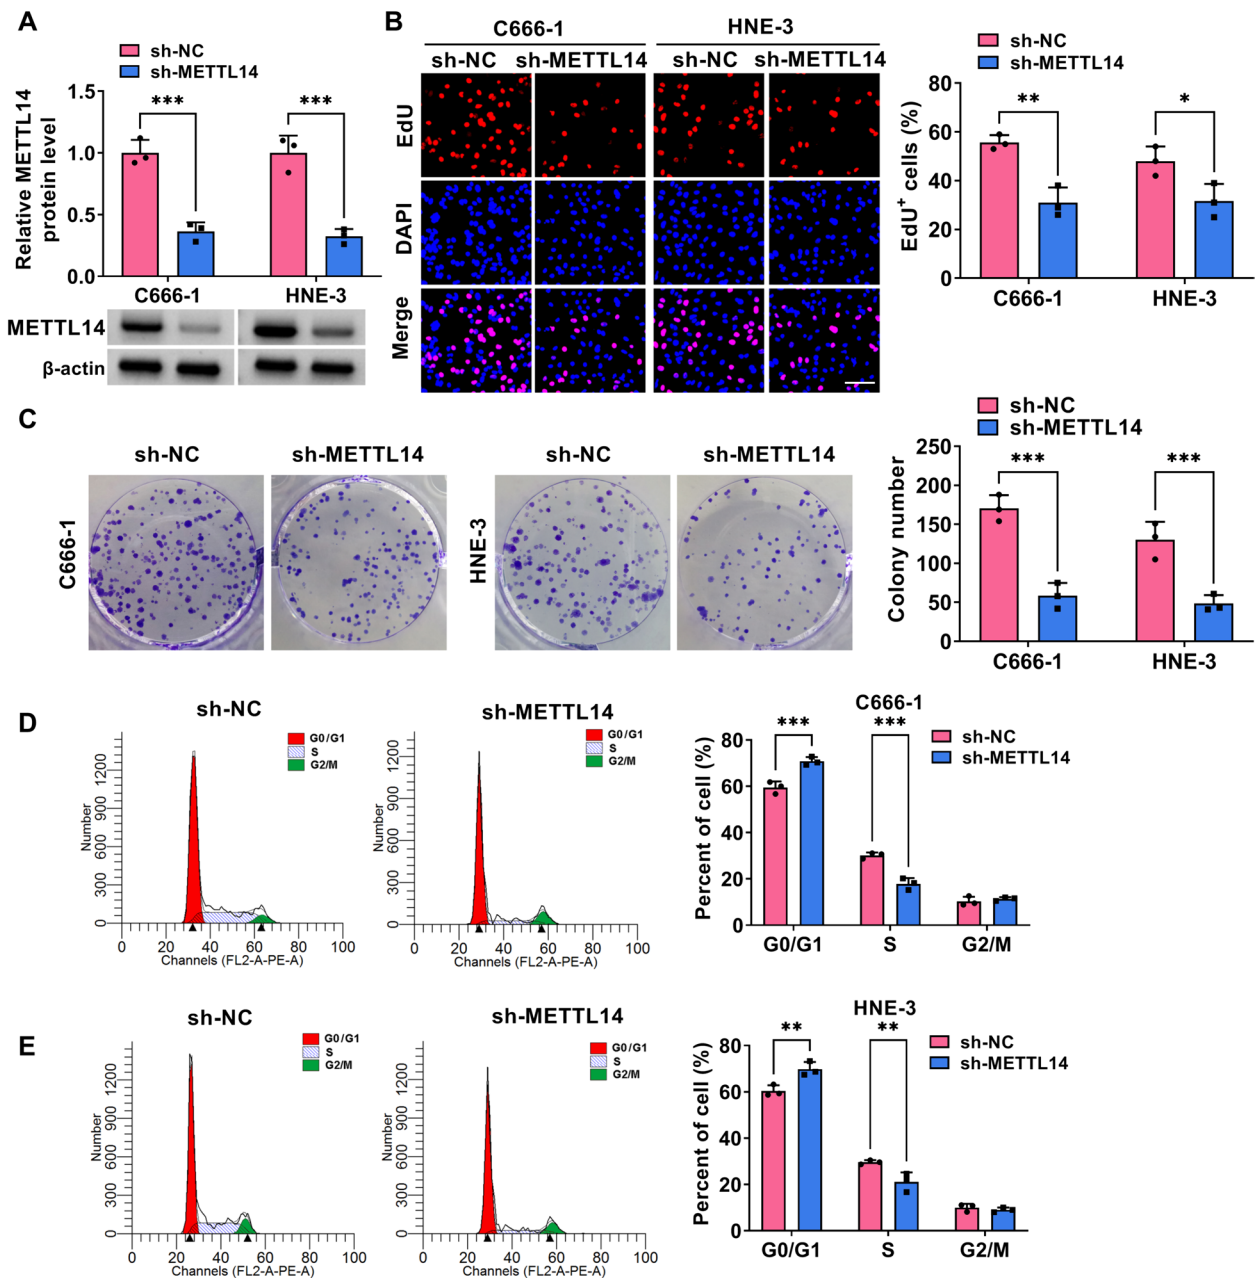 A
sh-NC
sh-METTL14
Relative METTL14
protein level
1.5
1.0
0.5
0.0
***
***
C666-1
HNE-3
METTL14
β-actin
B
C666-1
HNE-3
sh-NC
sh-METTL14
sh-NC
sh-METTL14
EdU
DAPI
Merge
sh-NC
sh-METTL14
EdU+ cells (%)
80
60
40
20
0
**
*
C666-1
HNE-3
C
sh-NC
sh-METTL14
sh-NC
sh-METTL14
C666-1
HNE-3
sh-NC
sh-METTL14
Colony number
250
200
150
100
50
0
***
***
C666-1
HNE-3
D
sh-NC
G0/G1
S
G2/M
Number
1200
900
600
300
0
0 20 40 60 80 100
Channels (FL2-A-PE-A)
sh-METTL14
G0/G1
S
G2/M
Number
1200
900
600
300
0
0 20 40 60 80 100
Channels (FL2-A-PE-A)
C666-1
sh-NC
sh-METTL14
Percent of cell (%)
80
60
40
20
0
***
***
G0/G1 S G2/M
E
sh-NC
G0/G1
S
G2/M
Number
1200
900
600
300
0
0 20 40 60 80 100
Channels (FL2-A-PE-A)
sh-METTL14
G0/G1
S
G2/M
Number
1200
900
600
300
0
0 20 40 60 80 100
Channels (FL2-A-PE-A)
HNE-3
sh-NC
sh-METTL14
Percent of cell (%)
80
60
40
20
0
**
**
G0/G1 S G2/M